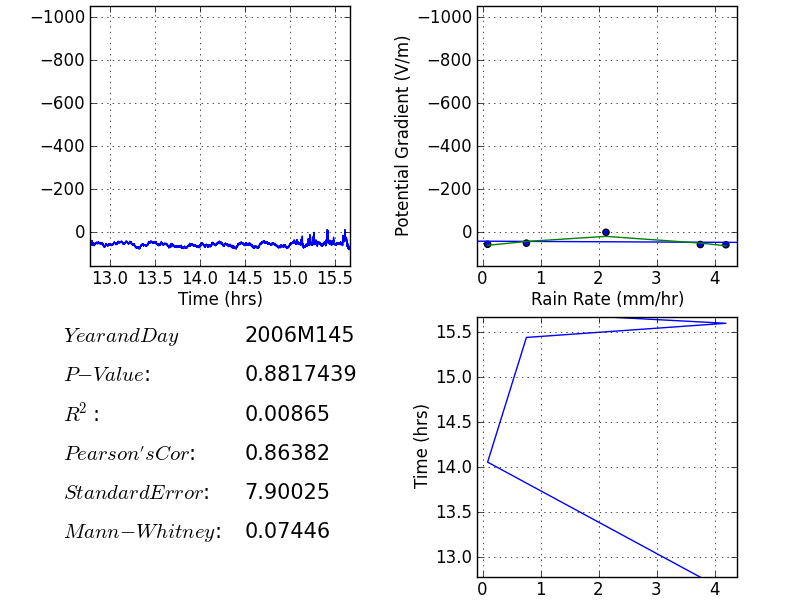 −1000
−800
−600
−400
−200
0
13.0 13.5 14.0 14.5 15.0 15.5
Time (hrs)
Potential Gradient (V/m)
−1000
−800
−600
−400
−200
0
0 1 2 3 4
Rain Rate (mm/hr)
YearandDay 2006M145
P−Value: 0.8817439
R²: 0.00865
Pearson'sCor: 0.86382
StandardError: 7.90025
Mann−Whitney: 0.07446
Time (hrs)
15.5
15.0
14.5
14.0
13.5
13.0
0 1 2 3 4